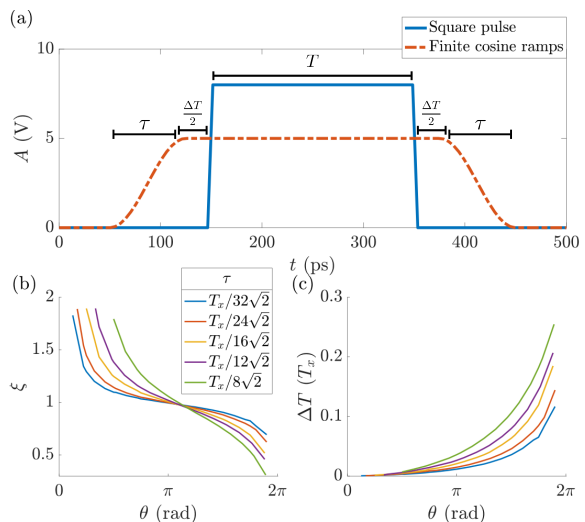 (a)
Square pulse
Finite cosine ramps
10
5
0
A (V)
T
ΔT/2
ΔT/2
τ
τ
0 100 200 300 400 500
t (ps)
(b)
τ
T_x/32√2
T_x/24√2
T_x/16√2
T_x/12√2
T_x/8√2
2
1.5
1
0.5
ξ
0 π 2π
θ (rad)
(c)
0.3
0.2
0.1
0
ΔT (T_x)
0 π 2π
θ (rad)